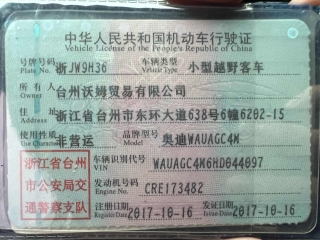 中华人民共和国机动车行驶证
Vehicle License of the People's Republic of China
号牌号码 Plate No. 浙JW9H36 车辆类型 Vehicle Type 小型越野客车
所有人 Owner 台州沃姆贸易有限公司
住址 Address 浙江省台州市东环大道638号6幢6202-15
使用性质 Use Character 非营运 品牌型号 Model 奥迪WAUAGC4M
浙江省台州市公安局交通警察支队
车辆识别代号 VIN WAUAGC4M6HD044097
发动机号码 Engine No. CRE173482
注册日期 Register Date 2017-10-16 发证日期 Issue Date 2017-10-16